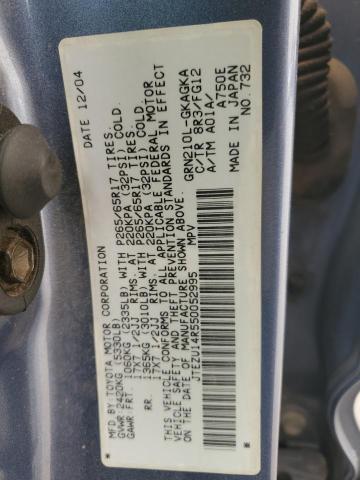 MFD. BY TOYOTA MOTOR CORPORATION DATE 12/04
GVWR:2420KG (5330LB)
GAWR FRT. 1060KG (2335LB) WITH P265/65R17 TIRES.
17X7 1/2JJ RIMS. AT 220KPA (32PSI) COLD.
RR. 1365KG (3010LB) WITH P265/65R17 TIRES.
17X7 1/2JJ RIMS. AT 220KPA (32PSI) COLD.
THIS VEHICLE CONFORMS TO ALL APPLICABLE FEDERAL MOTOR
VEHICLE SAFETY AND THEFT PREVENTION STANDARDS IN EFFECT
ON THE DATE OF MANUFACTURE SHOWN ABOVE.
JTEZU14R550052995 MPV
GRN210L-GKAGKA
C/TR 8R3/FG12
A/TM A01A/ A750E
MADE IN JAPAN
NO.732